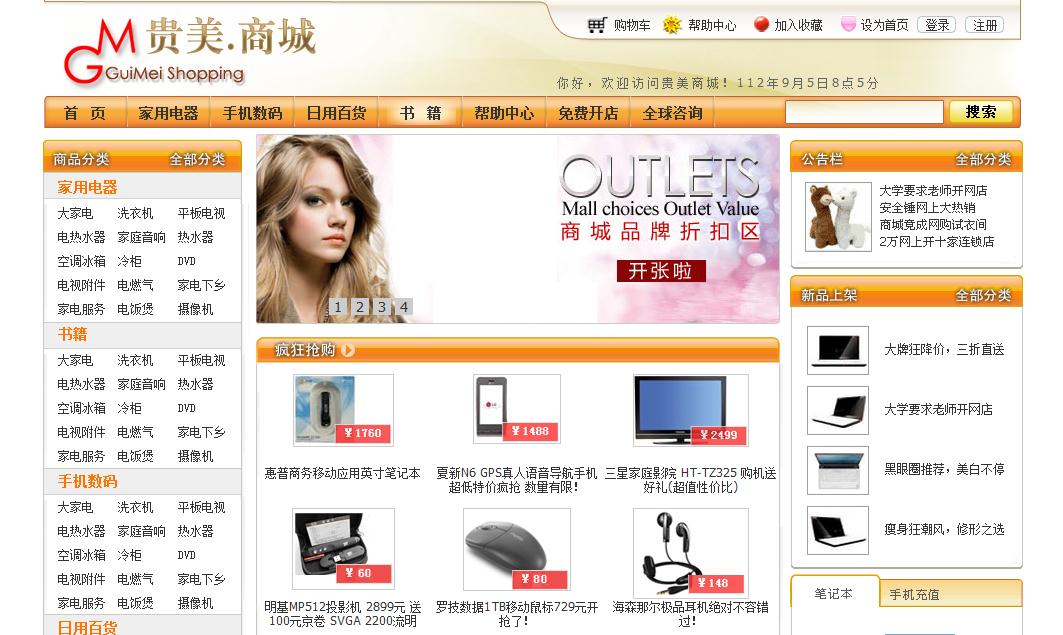 贵美.商城
GuiMei Shopping
购物车 帮助中心 加入收藏 设为首页 登录 注册
你好，欢迎访问贵美商城！112年9月5日8点5分
首 页 家用电器 手机数码 日用百货 书 籍 帮助中心 免费开店 全球咨询 搜索
商品分类 全部分类
家用电器
大家电 洗衣机 平板电视
电热水器 家庭音响 热水器
空调冰箱 冷柜 DVD
电视附件 电燃气 家电下乡
家电服务 电饭煲 摄像机
书籍
大家电 洗衣机 平板电视
电热水器 家庭音响 热水器
空调冰箱 冷柜 DVD
电视附件 电燃气 家电下乡
家电服务 电饭煲 摄像机
手机数码
大家电 洗衣机 平板电视
电热水器 家庭音响 热水器
空调冰箱 冷柜 DVD
电视附件 电燃气 家电下乡
家电服务 电饭煲 摄像机
日用百货
OUTLETS
Mall choices Outlet Value
商城品牌折扣区
开张啦
1 2 3 4
疯狂抢购
¥1760
惠普商务移动应用英寸笔记本
LG
¥1488
夏新N6 GPS真人语音导航手机
超低特价疯抢 数量有限！
¥2499
三星家庭影院 HT-TZ325 购机送
好礼(超值性价比)
¥60
明基MP512投影机 2899元 送
100元京巻 SVGA 2200流明
¥80
罗技数据1TB移动鼠标729元开
抢了！
¥148
海森那尔极品耳机绝对不容错
过！
公告栏 全部分类
大学要求老师开网店
安全锤网上大热销
商城竟成网购试衣间
2万网上开十家连锁店
新品上架 全部分类
大牌狂降价，三折直送
大学要求老师开网店
黑眼圈推荐，美白不停
瘦身狂潮风，修形之选
笔记本 手机充值